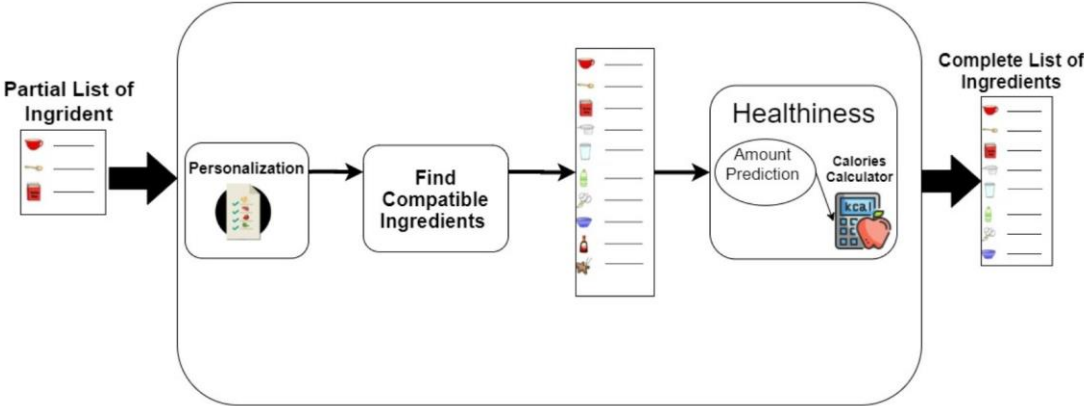 Partial List of
Ingrident
Personalization
Find
Compatible
Ingredients
Healthiness
Amount
Prediction
Calories
Calculator
kcal
Complete List of
Ingredients